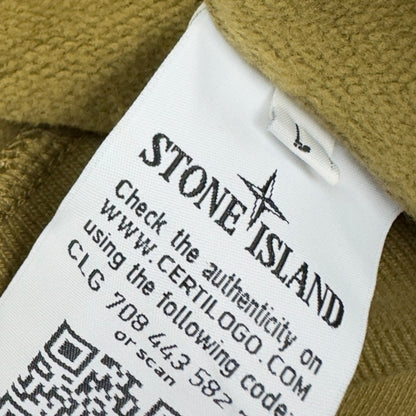 L
STONE ISLAND
Check the authenticity on
WWW.CERTILOGO.COM
using the following code
CLG 708 443 582
or scan